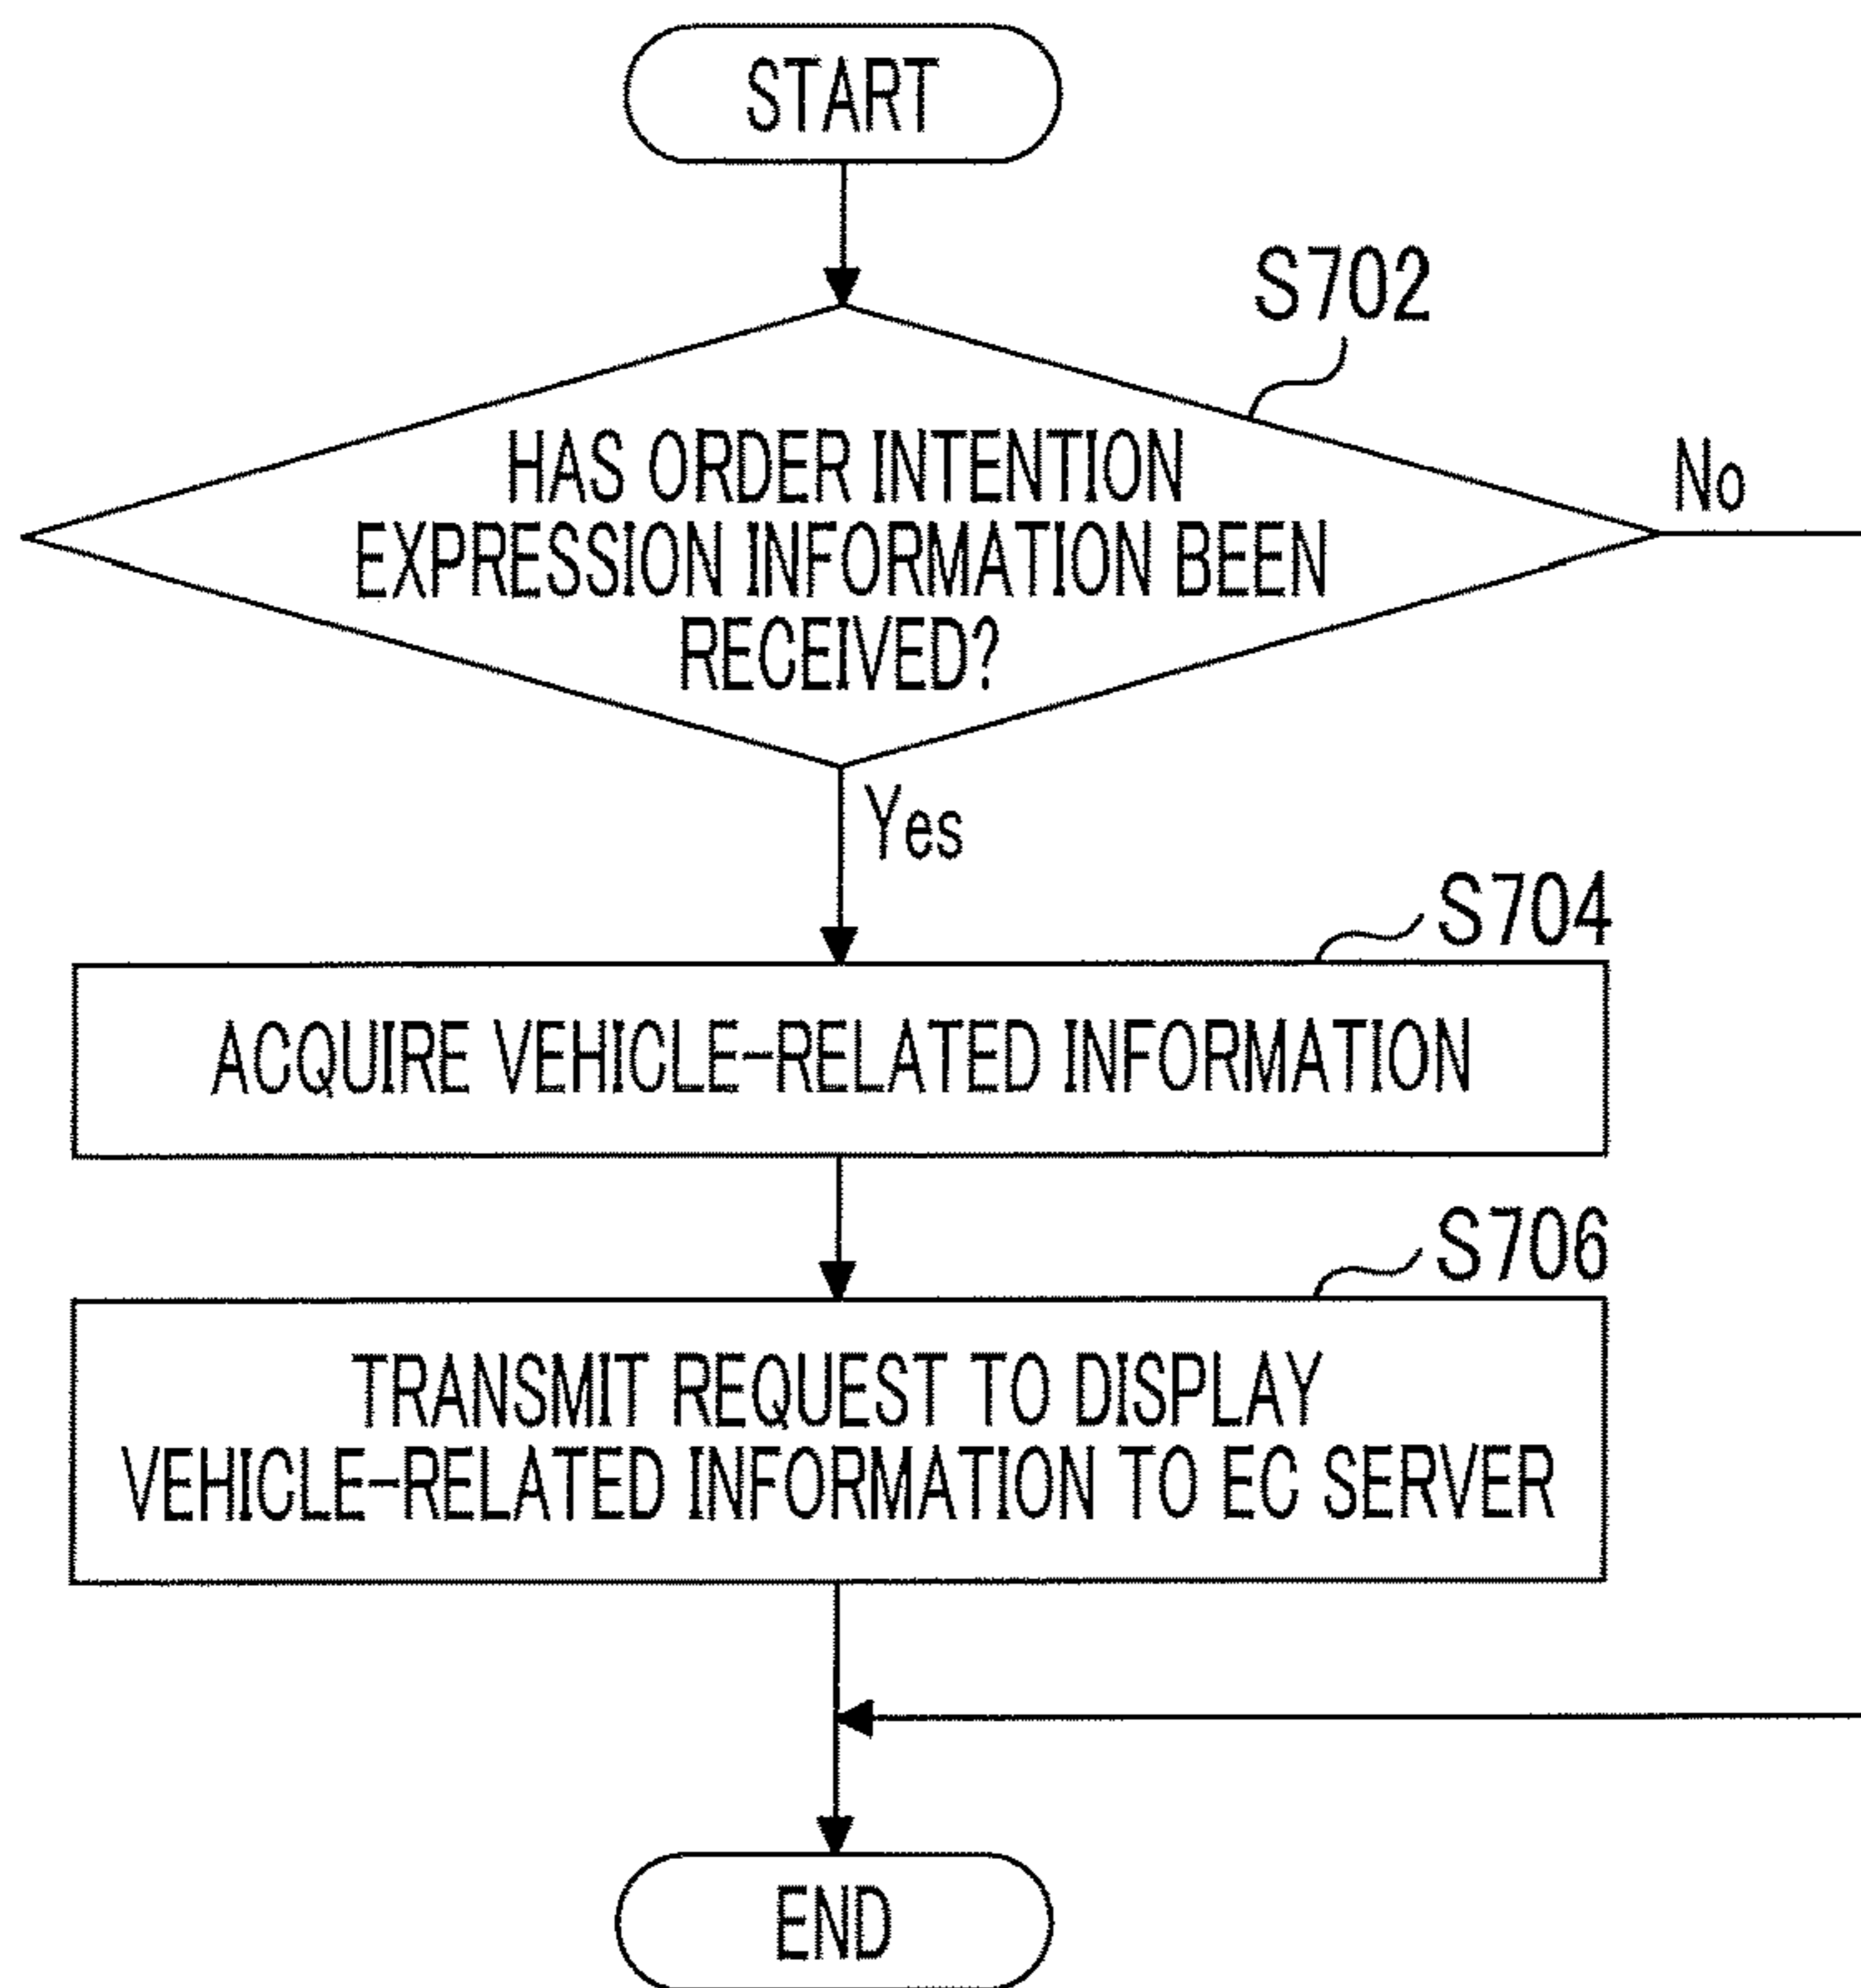 START
S702
HAS ORDER INTENTION
EXPRESSION INFORMATION BEEN
RECEIVED?
No
Yes
S704
ACQUIRE VEHICLE-RELATED INFORMATION
S706
TRANSMIT REQUEST TO DISPLAY
VEHICLE-RELATED INFORMATION TO EC SERVER
END